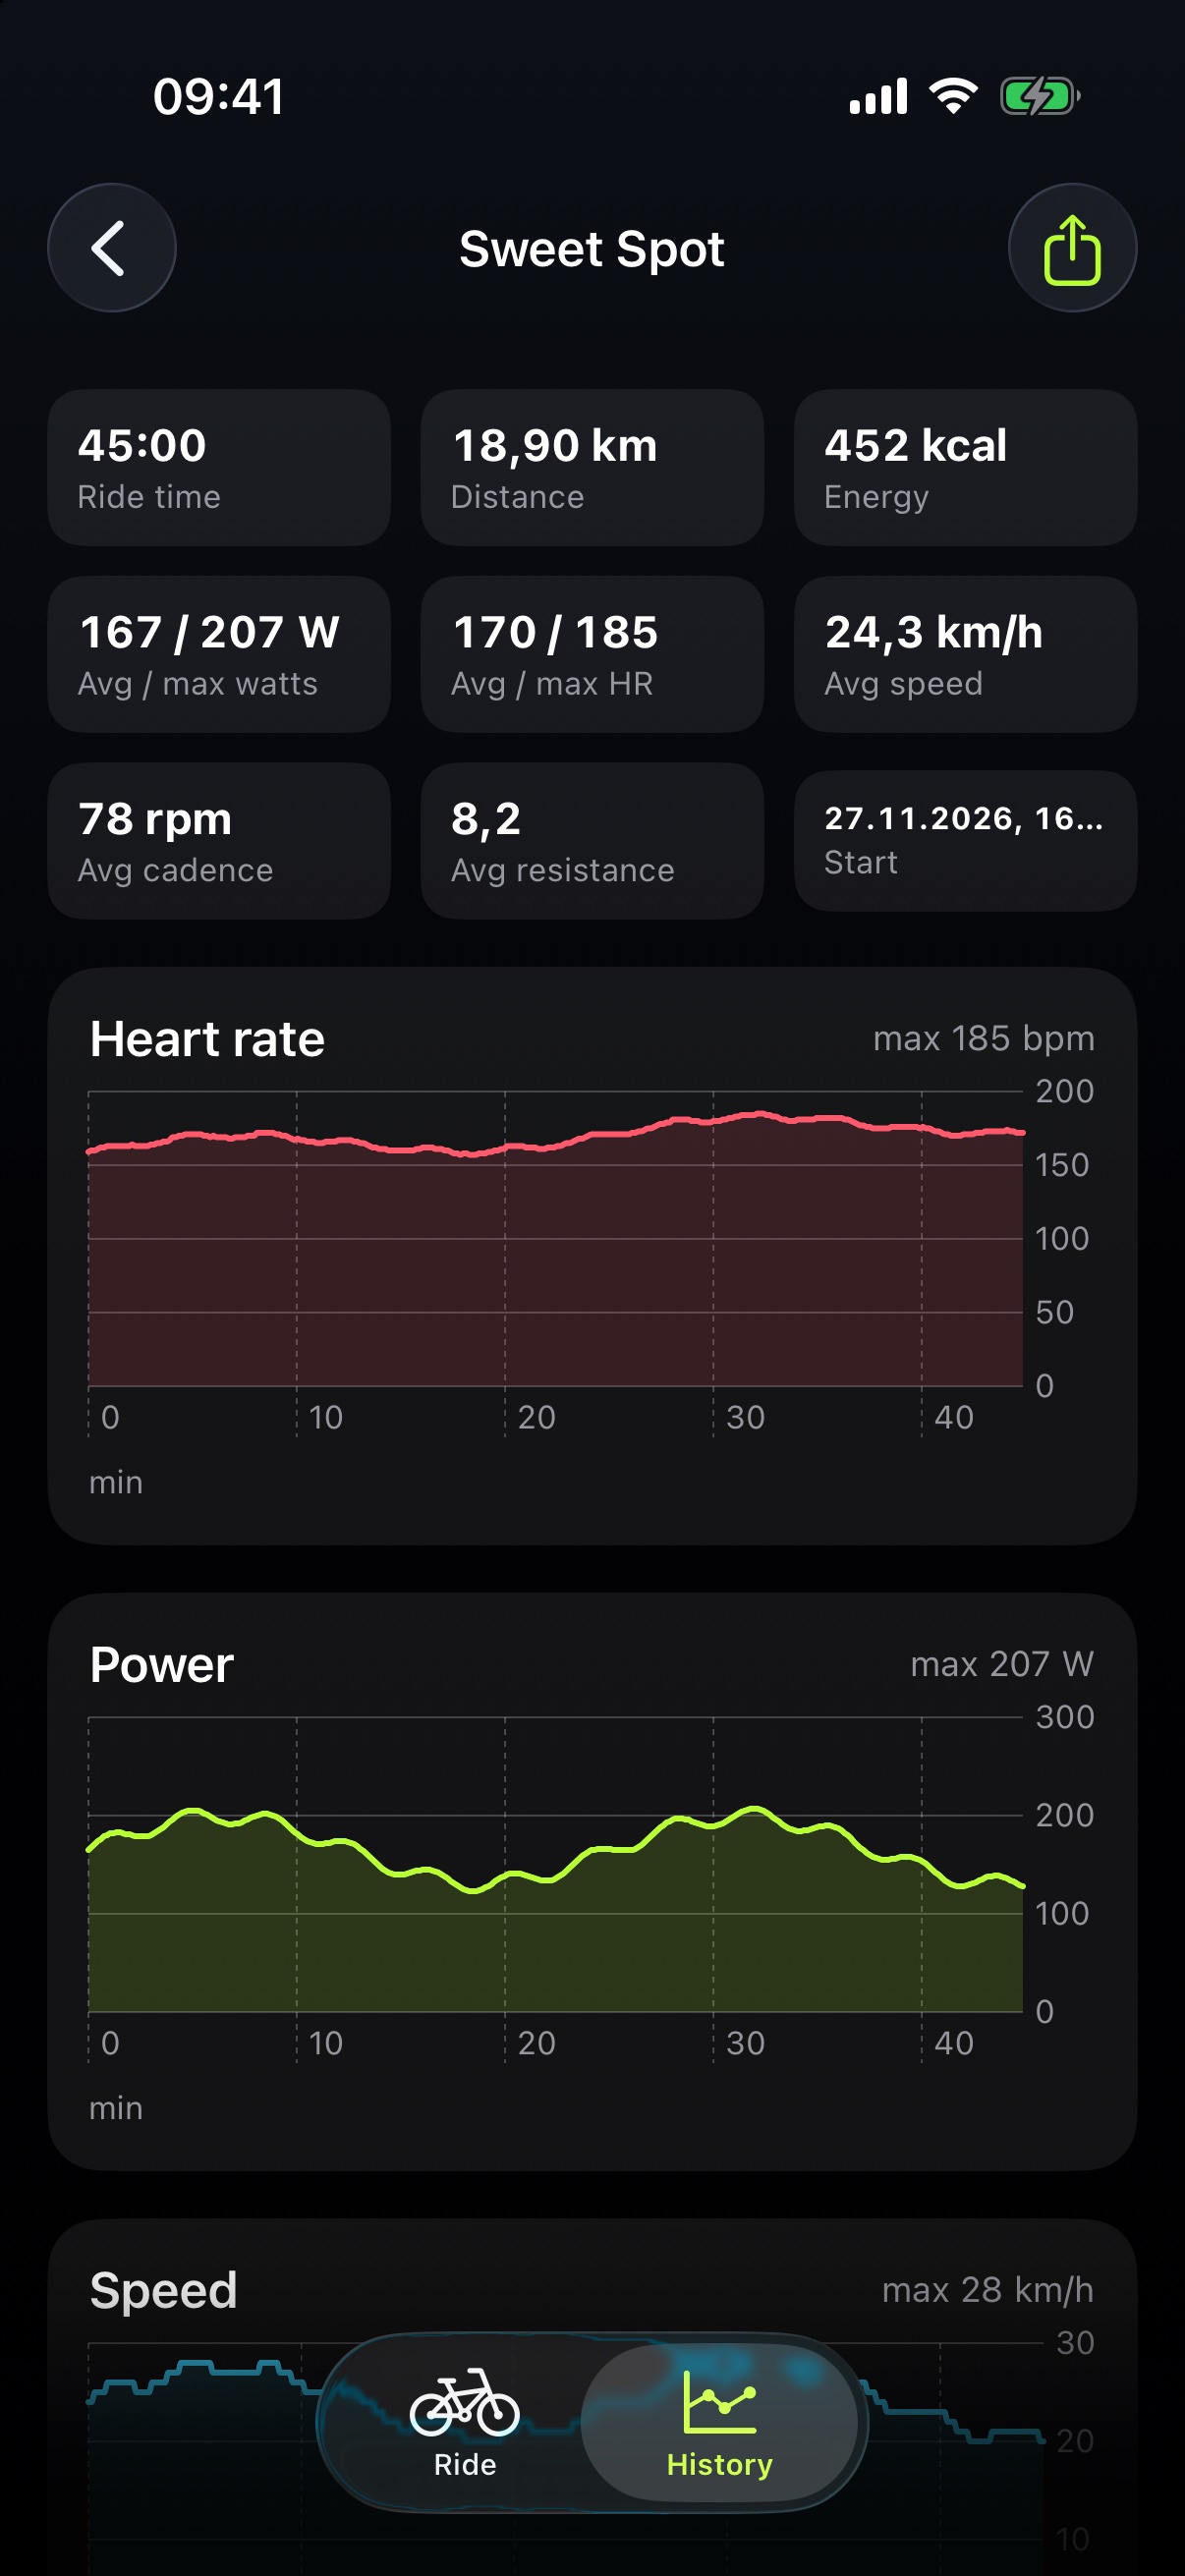 09:41
Sweet Spot
45:00
Ride time
18,90 km
Distance
452 kcal
Energy
167 / 207 W
Avg / max watts
170 / 185
Avg / max HR
24,3 km/h
Avg speed
78 rpm
Avg cadence
8,2
Avg resistance
27.11.2026, 16...
Start
Heart rate
max 185 bpm
200
150
100
50
0
0 10 20 30 40
min
Power
max 207 W
300
200
100
0
0 10 20 30 40
min
Speed
max 28 km/h
30
20
10
Ride
History